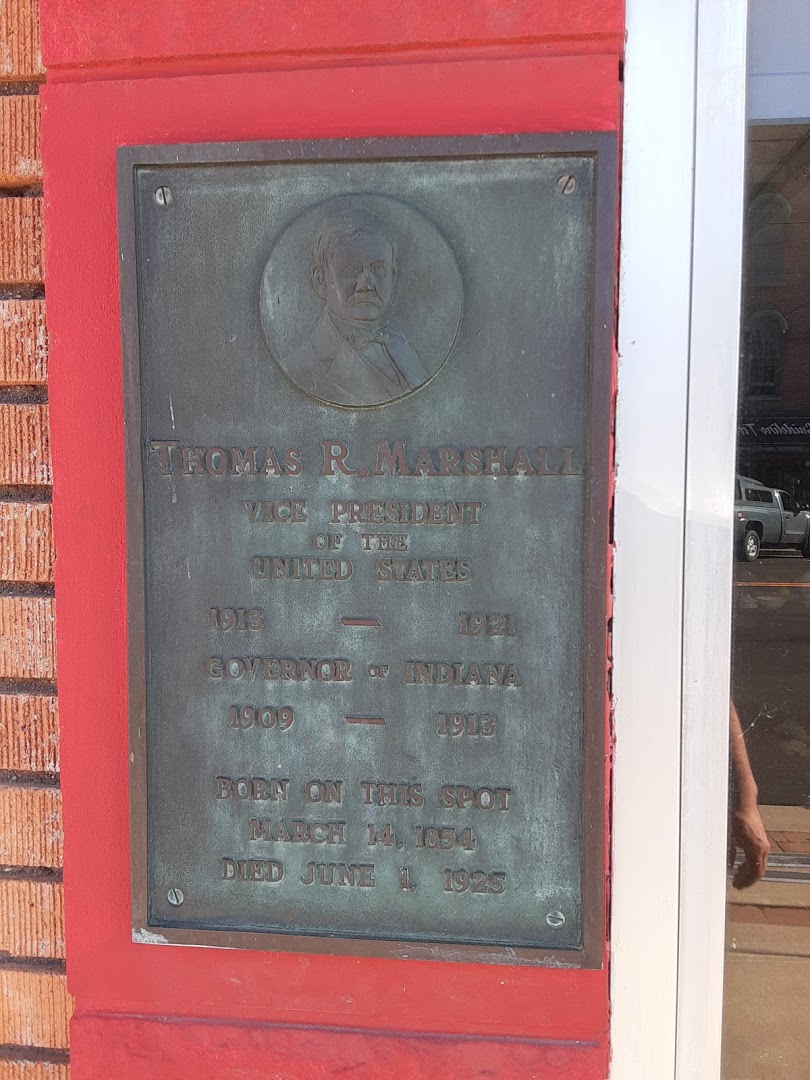 THOMAS R. MARSHALL
VICE PRESIDENT
OF THE
UNITED STATES
1913 — 1921
GOVERNOR OF INDIANA
1909 — 1913
BORN ON THIS SPOT
MARCH 14, 1854
DIED JUNE 1, 1925